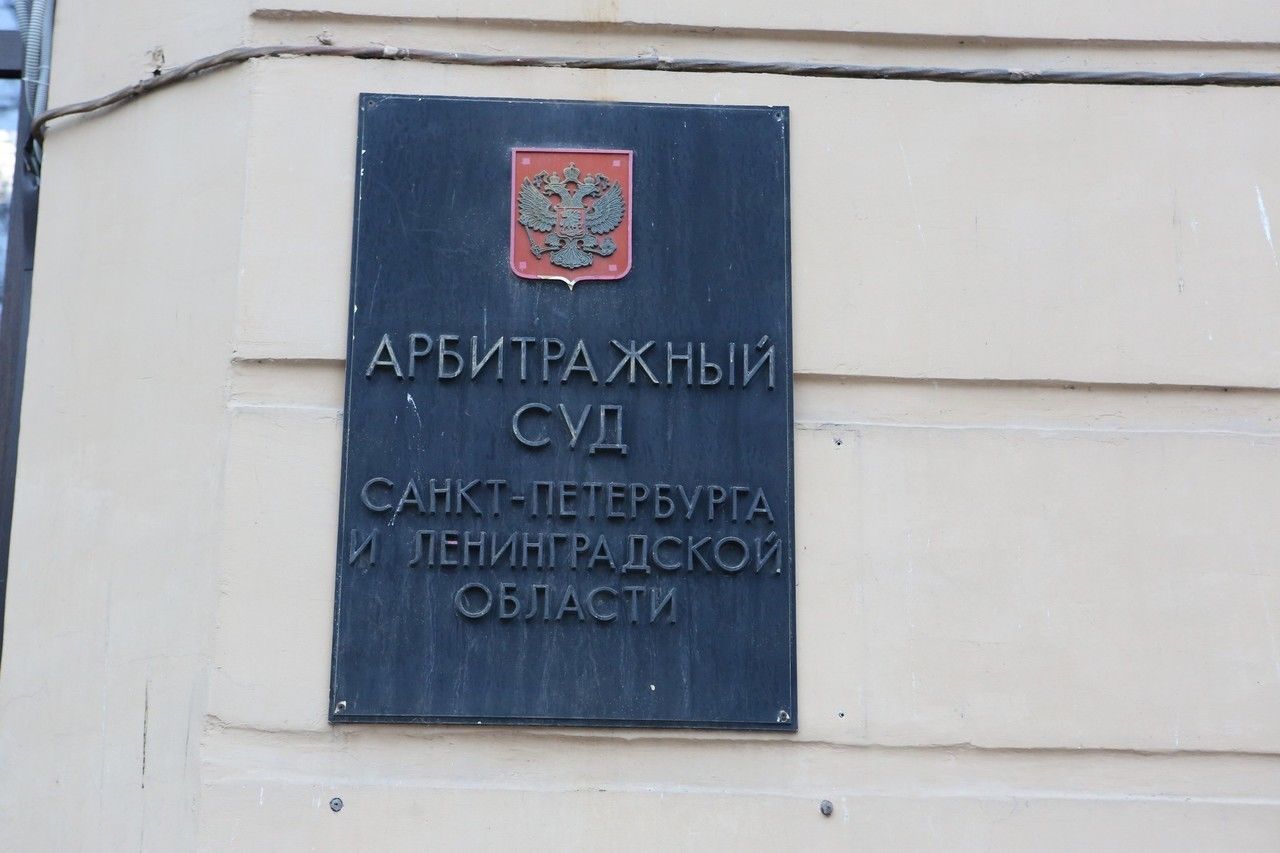 АРБИТРАЖНЫЙ
СУД
САНКТ-ПЕТЕРБУРГА
И ЛЕНИНГРАДСКОЙ
ОБЛАСТИ